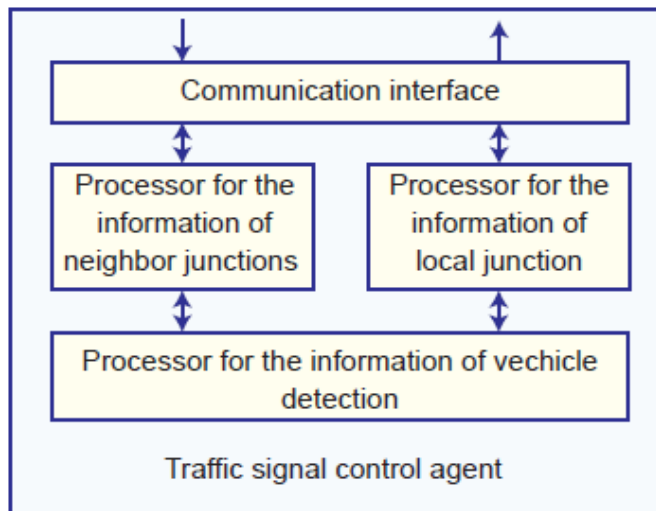 Communication interface
Processor for the
information of
neighbor junctions
Processor for the
information of
local junction
Processor for the information of vechicle
detection
Traffic signal control agent